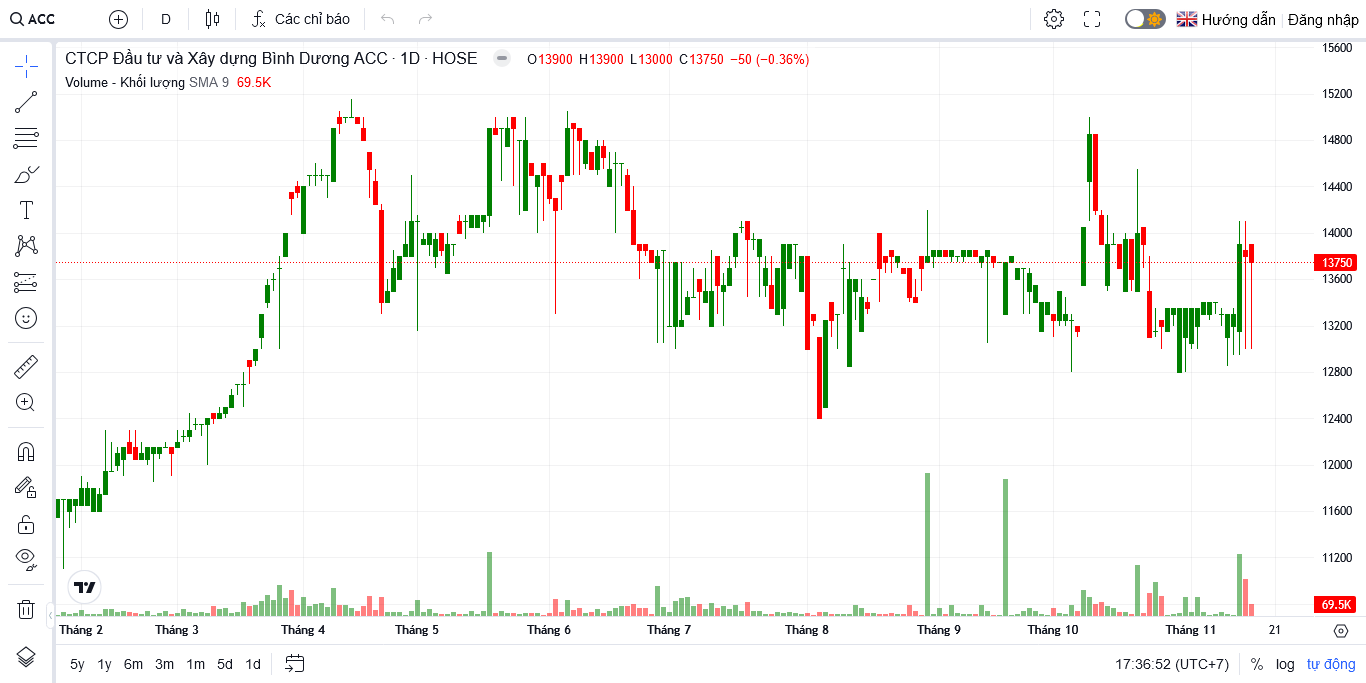 ACC D Các chỉ báo Hướng dẫn Đăng nhập
CTCP Đầu tư và Xây dựng Bình Dương ACC · 1D · HOSE O13900 H13900 L13000 C13750 −50 (−0.36%)
Volume - Khối lượng SMA 9 69.5K
15600
15200
14800
14400
14000
13750
13600
13200
12800
12400
12000
11600
11200
69.5K
Tháng 2 Tháng 3 Tháng 4 Tháng 5 Tháng 6 Tháng 7 Tháng 8 Tháng 9 Tháng 10 Tháng 11 21
5y 1y 6m 3m 1m 5d 1d 17:36:52 (UTC+7) % log tự động